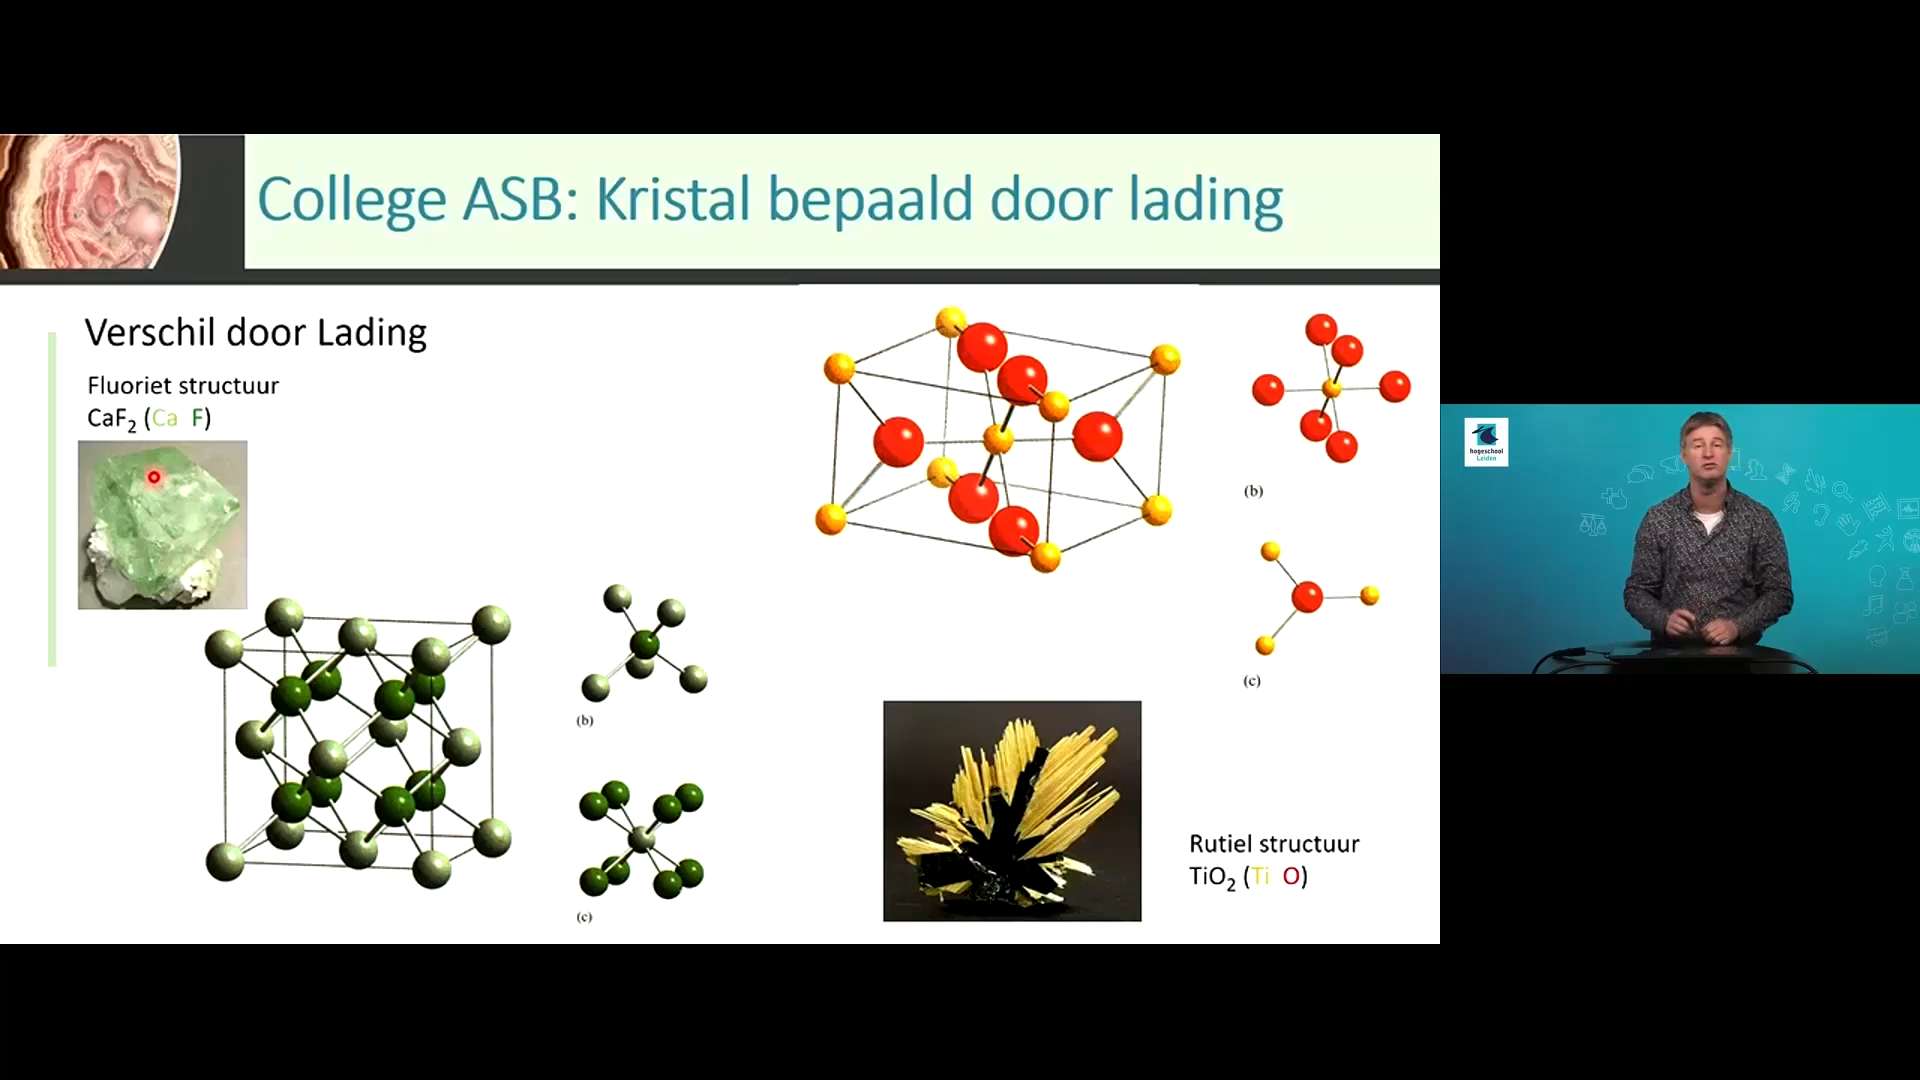 College ASB: Kristal bepaald door lading
Verschil door Lading
Fluoriet structuur
CaF2 (Ca F)
(b)
(c)
(b)
(c)
Rutiel structuur
TiO2 (Ti O)
hogeschool
Leiden